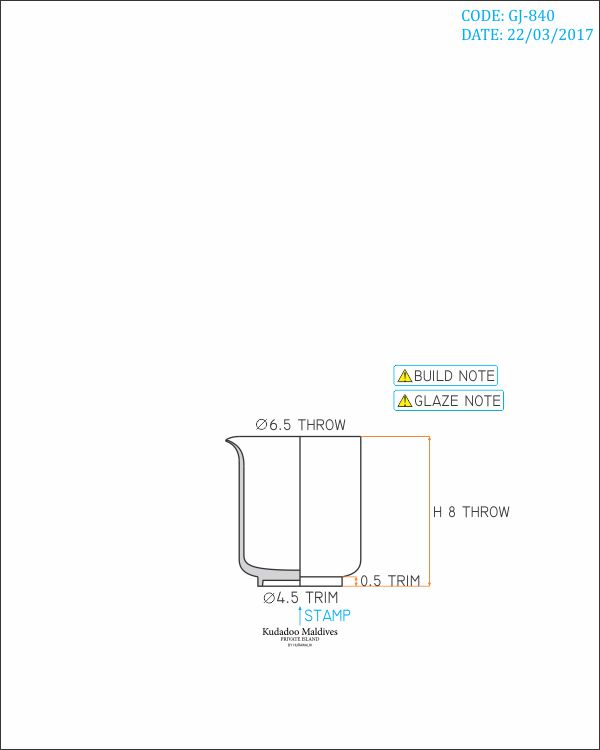 CODE: GJ-840
DATE: 22/03/2017
BUILD NOTE
GLAZE NOTE
∅6.5 THROW
H 8 THROW
0.5 TRIM
∅4.5 TRIM
STAMP
Kudadoo Maldives
PRIVATE ISLAND